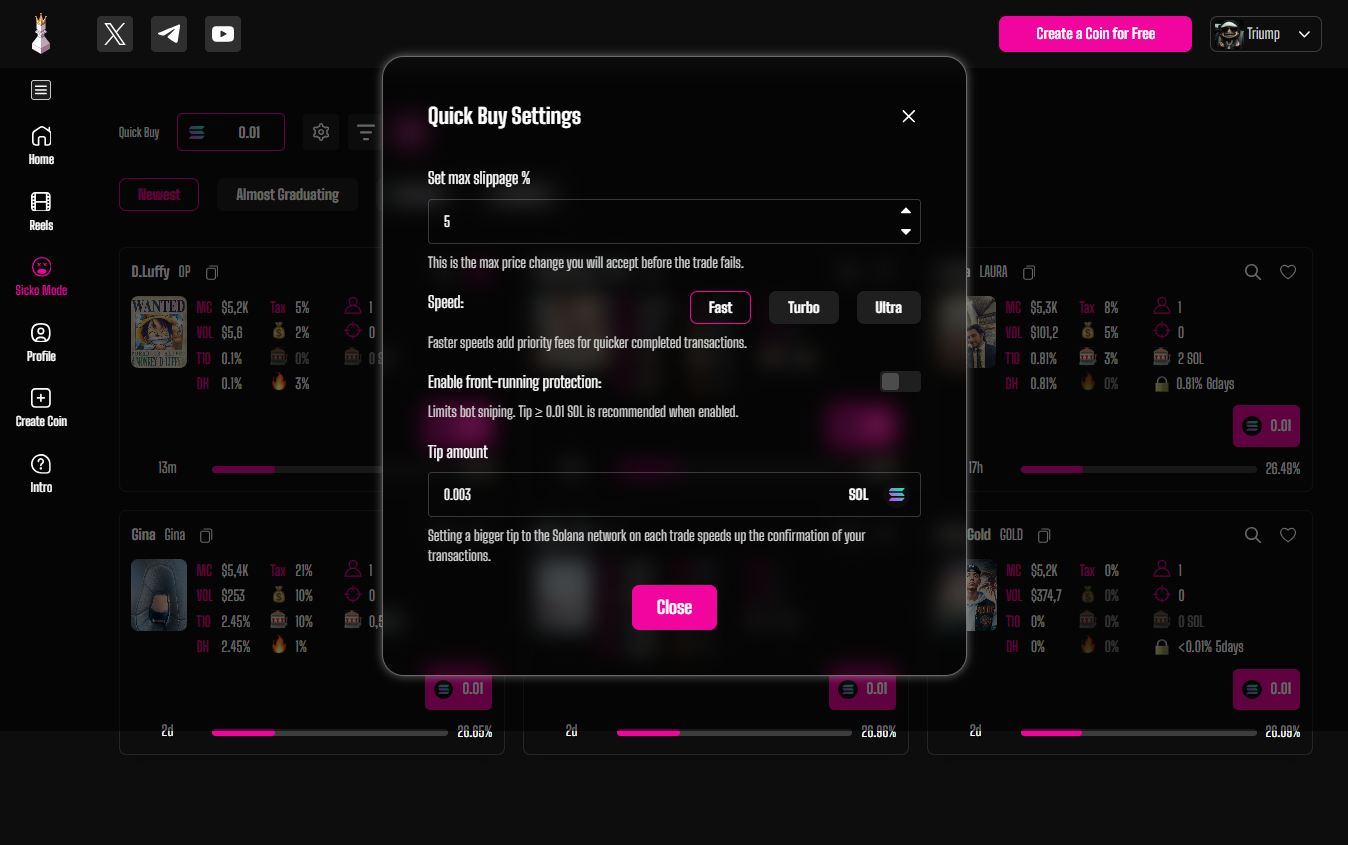 Create a Coin for Free
Triump
Home
Reels
Sicko Mode
Profile
Create Coin
Intro
Quick Buy
0.01
Newest
Almost Graduating
Quick Buy Settings
Set max slippage %
5
This is the max price change you will accept before the trade fails.
Speed:
Fast
Turbo
Ultra
Faster speeds add priority fees for quicker completed transactions.
Enable front-running protection:
Limits bot sniping. Tip ≥ 0.01 SOL is recommended when enabled.
Tip amount
0.003 SOL
Setting a bigger tip to the Solana network on each trade speeds up the confirmation of your
transactions.
Close
D.Luffy OP
WANTED
MONKEY D. LUFFY
MC $5,2K Tax 5% 1
VOL $5,6 2% 0
T10 0.1% 0%
DH 0.1% 3%
13m
LAURA
MC $5,3K Tax 8% 1
VOL $101,2 5% 0
T10 0.81% 3% 2 SOL
DH 0.81% 0% 0.81% 6days
0.01
17h 26.49%
Gina Gina
MC $5,4K Tax 21% 1
VOL $253 10% 0
T10 2.45% 10%
DH 2.45% 1%
0.01
2d 26.65%
0.01
2d
Gold GOLD
MC $5,2K Tax 0% 1
VOL $374,7 0% 0
T10 0% 0% 0 SOL
DH 0% 0% <0.01% 5days
0.01
2d 26.09%